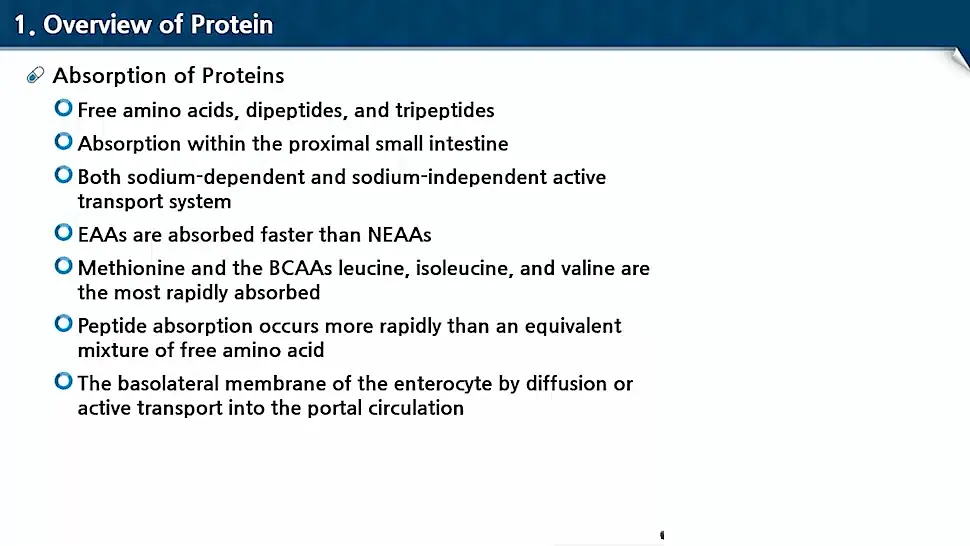 1. Overview of Protein
Absorption of Proteins
Free amino acids, dipeptides, and tripeptides
Absorption within the proximal small intestine
Both sodium-dependent and sodium-independent active
transport system
EAAs are absorbed faster than NEAAs
Methionine and the BCAAs leucine, isoleucine, and valine are
the most rapidly absorbed
Peptide absorption occurs more rapidly than an equivalent
mixture of free amino acid
The basolateral membrane of the enterocyte by diffusion or
active transport into the portal circulation